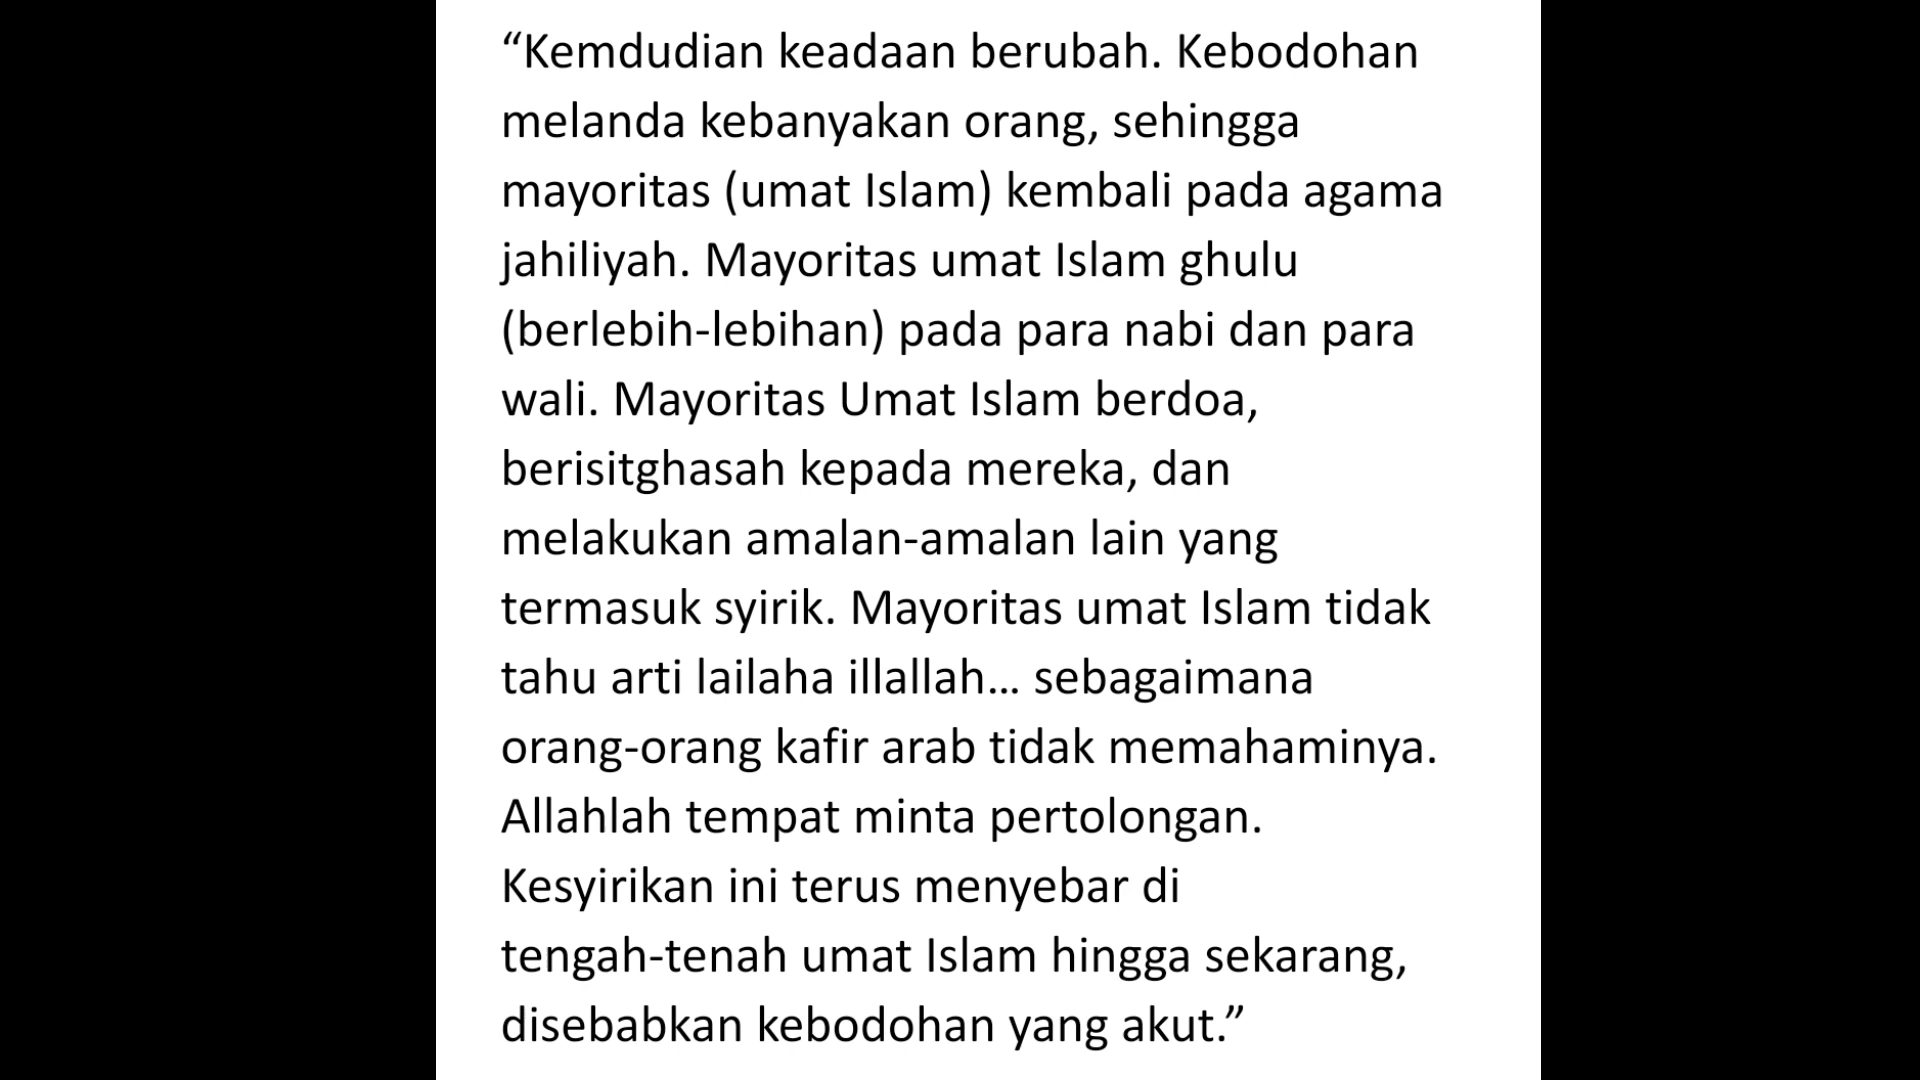 “Kemdudian keadaan berubah. Kebodohan
melanda kebanyakan orang, sehingga
mayoritas (umat Islam) kembali pada agama
jahiliyah. Mayoritas umat Islam ghulu
(berlebih-lebihan) pada para nabi dan para
wali. Mayoritas Umat Islam berdoa,
berisitghasah kepada mereka, dan
melakukan amalan-amalan lain yang
termasuk syirik. Mayoritas umat Islam tidak
tahu arti lailaha illallah… sebagaimana
orang-orang kafir arab tidak memahaminya.
Allahlah tempat minta pertolongan.
Kesyirikan ini terus menyebar di
tengah-tenah umat Islam hingga sekarang,
disebabkan kebodohan yang akut.”